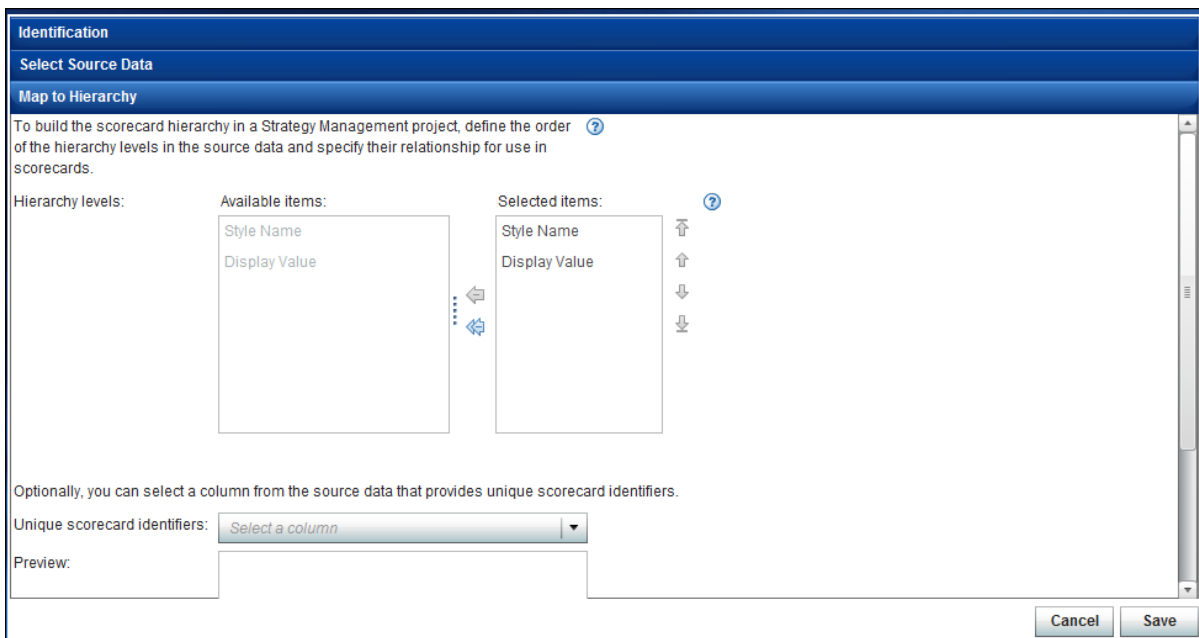 Identification
Select Source Data
Map to Hierarchy
To build the scorecard hierarchy in a Strategy Management project, define the order
of the hierarchy levels in the source data and specify their relationship for use in
scorecards.
Hierarchy levels: Available items: Selected items:
Style Name Style Name
Display Value Display Value
Optionally, you can select a column from the source data that provides unique scorecard identifiers.
Unique scorecard identifiers: Select a column
Preview:
Cancel Save